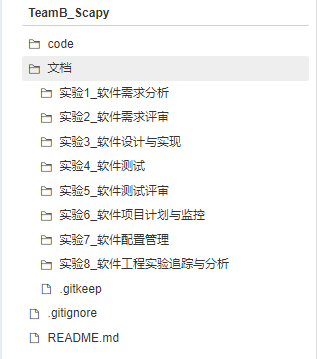 TeamB_Scapy
code
文档
实验1_软件需求分析
实验2_软件需求评审
实验3_软件设计与实现
实验4_软件测试
实验5_软件测试评审
实验6_软件项目计划与监控
实验7_软件配置管理
实验8_软件工程实验追踪与分析
.gitkeep
.gitignore
README.md